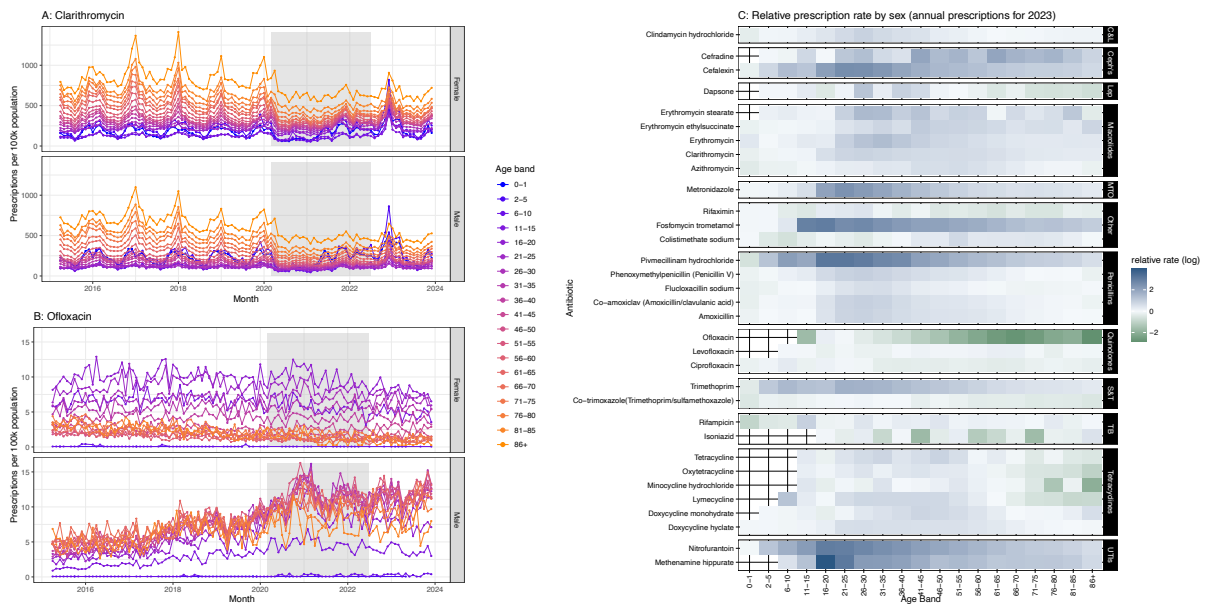 A: Clarithromycin
Prescriptions per 100k population
1000
500
0
Female
1000
500
0
Male
2016
2018
2020
2022
2024
Month
B: Ofloxacin
Prescriptions per 100k population
15
10
5
0
Female
15
10
5
0
Male
2016
2018
2020
2022
2024
Month
Age band
0−1
2−5
6−10
11−15
16−20
21−25
26−30
31−35
36−40
41−45
46−50
51−55
56−60
61−65
66−70
71−75
76−80
81−85
86+
C: Relative prescription rate by sex (annual prescriptions for 2023)
Antibiotic
Clindamycin hydrochloride
C&L
Cefradine
Cefalexin
Ceph's
Dapsone
Lep
Erythromycin stearate
Erythromycin ethylsuccinate
Erythromycin
Clarithromycin
Azithromycin
Macrolides
Metronidazole
MTO
Rifaximin
Fosfomycin trometamol
Colistimethate sodium
Other
Pivmecillinam hydrochloride
Phenoxymethylpenicillin (Penicillin V)
Flucloxacillin sodium
Co−amoxiclav (Amoxicillin/clavulanic acid)
Amoxicillin
Penicillins
Ofloxacin
Levofloxacin
Ciprofloxacin
Quinolones
Trimethoprim
Co−trimoxazole(Trimethoprim/sulfamethoxazole)
S&T
Rifampicin
Isoniazid
TB
Tetracycline
Oxytetracycline
Minocycline hydrochloride
Lymecycline
Doxycycline monohydrate
Doxycycline hyclate
Tetracyclines
Nitrofurantoin
Methenamine hippurate
UTIs
0−1
2−5
6−10
11−15
16−20
21−25
26−30
31−35
36−40
41−45
46−50
51−55
56−60
61−65
66−70
71−75
76−80
81−85
86+
Age Band
relative rate (log)
2
0
−2